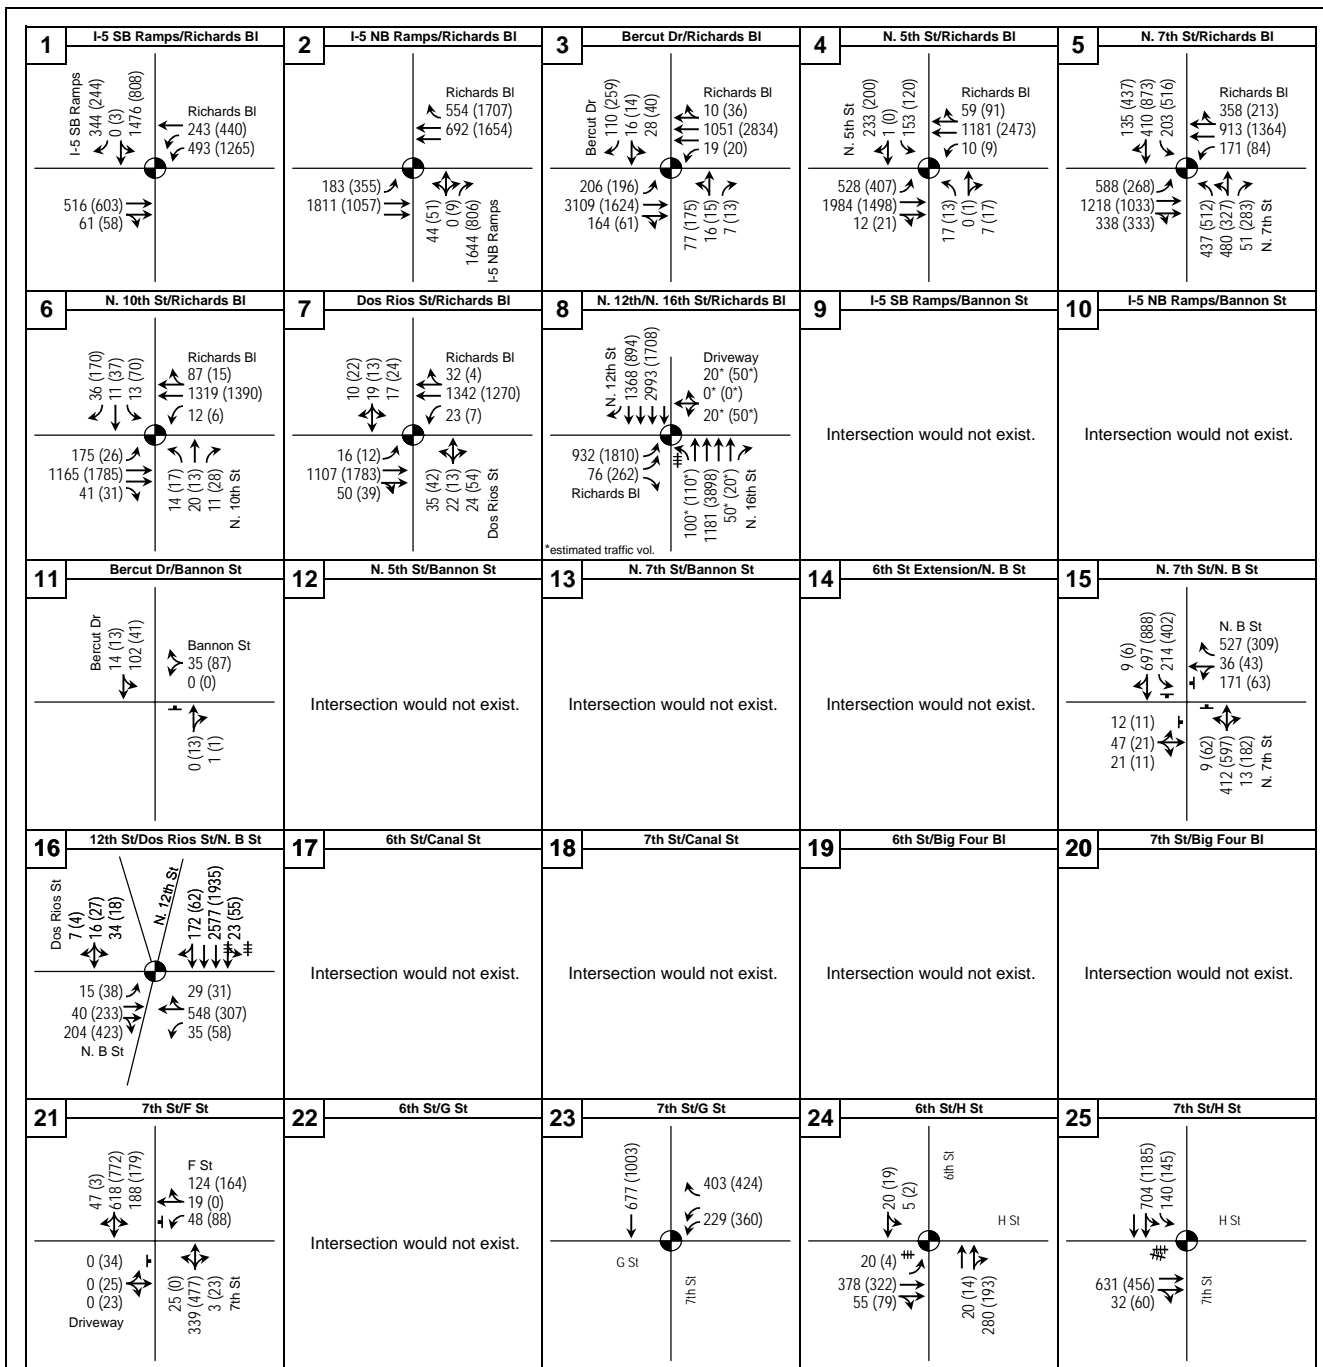 1
I-5 SB Ramps/Richards Bl
I-5 SB Ramps
344 (244)
0 (3)
1476 (808)
Richards Bl
243 (440)
493 (1265)
516 (603)
61 (58)
2
I-5 NB Ramps/Richards Bl
Richards Bl
554 (1707)
692 (1654)
183 (355)
1811 (1057)
44 (51)
0 (9)
1644 (806)
I-5 NB Ramps
3
Bercut Dr/Richards Bl
Bercut Dr
110 (259)
16 (14)
28 (40)
Richards Bl
10 (36)
1051 (2834)
19 (20)
206 (196)
3109 (1624)
164 (61)
77 (175)
16 (15)
7 (13)
4
N. 5th St/Richards Bl
N. 5th St
233 (200)
1 (0)
153 (120)
Richards Bl
59 (91)
1181 (2473)
10 (9)
528 (407)
1984 (1498)
12 (21)
17 (13)
0 (1)
7 (17)
5
N. 7th St/Richards Bl
135 (437)
410 (873)
203 (516)
Richards Bl
358 (213)
913 (1364)
171 (84)
588 (268)
1218 (1033)
338 (333)
437 (512)
480 (327)
51 (283)
N. 7th St
6
N. 10th St/Richards Bl
36 (170)
11 (37)
13 (70)
Richards Bl
87 (15)
1319 (1390)
12 (6)
175 (26)
1165 (1785)
41 (31)
14 (17)
20 (13)
11 (28)
N. 10th St
7
Dos Rios St/Richards Bl
10 (22)
19 (13)
17 (24)
Richards Bl
32 (4)
1342 (1270)
23 (7)
16 (12)
1107 (1783)
50 (39)
35 (42)
22 (13)
24 (54)
Dos Rios St
8
N. 12th/N. 16th St/Richards Bl
N. 12th St
1368 (894)
2993 (1708)
Driveway
20* (50*)
0* (0*)
20* (50*)
932 (1810)
76 (262)
Richards Bl
100* (110*)
1181 (3898)
50* (20*)
N. 16th St
*estimated traffic vol.
9
I-5 SB Ramps/Bannon St
Intersection would not exist.
10
I-5 NB Ramps/Bannon St
Intersection would not exist.
11
Bercut Dr/Bannon St
Bercut Dr
14 (13)
102 (41)
Bannon St
35 (87)
0 (0)
0 (13)
1 (1)
12
N. 5th St/Bannon St
Intersection would not exist.
13
N. 7th St/Bannon St
Intersection would not exist.
14
6th St Extension/N. B St
Intersection would not exist.
15
N. 7th St/N. B St
9 (6)
697 (888)
214 (402)
N. B St
527 (309)
36 (43)
171 (63)
12 (11)
47 (21)
21 (11)
9 (62)
412 (597)
13 (182)
N. 7th St
16
12th St/Dos Rios St/N. B St
Dos Rios St
7 (4)
16 (27)
34 (18)
N. 12th St
172 (62)
2577 (1935)
23 (55)
15 (38)
40 (233)
204 (423)
N. B St
29 (31)
548 (307)
35 (58)
17
6th St/Canal St
Intersection would not exist.
18
7th St/Canal St
Intersection would not exist.
19
6th St/Big Four Bl
Intersection would not exist.
20
7th St/Big Four Bl
Intersection would not exist.
21
7th St/F St
47 (3)
618 (772)
188 (179)
F St
124 (164)
19 (0)
48 (88)
0 (34)
0 (25)
0 (23)
Driveway
25 (0)
339 (477)
3 (23)
7th St
22
6th St/G St
Intersection would not exist.
23
7th St/G St
677 (1003)
403 (424)
229 (360)
G St
7th St
24
6th St/H St
20 (19)
5 (2)
6th St
H St
20 (4)
378 (322)
55 (79)
20 (14)
280 (193)
25
7th St/H St
704 (1185)
140 (145)
H St
631 (456)
32 (60)
7th St